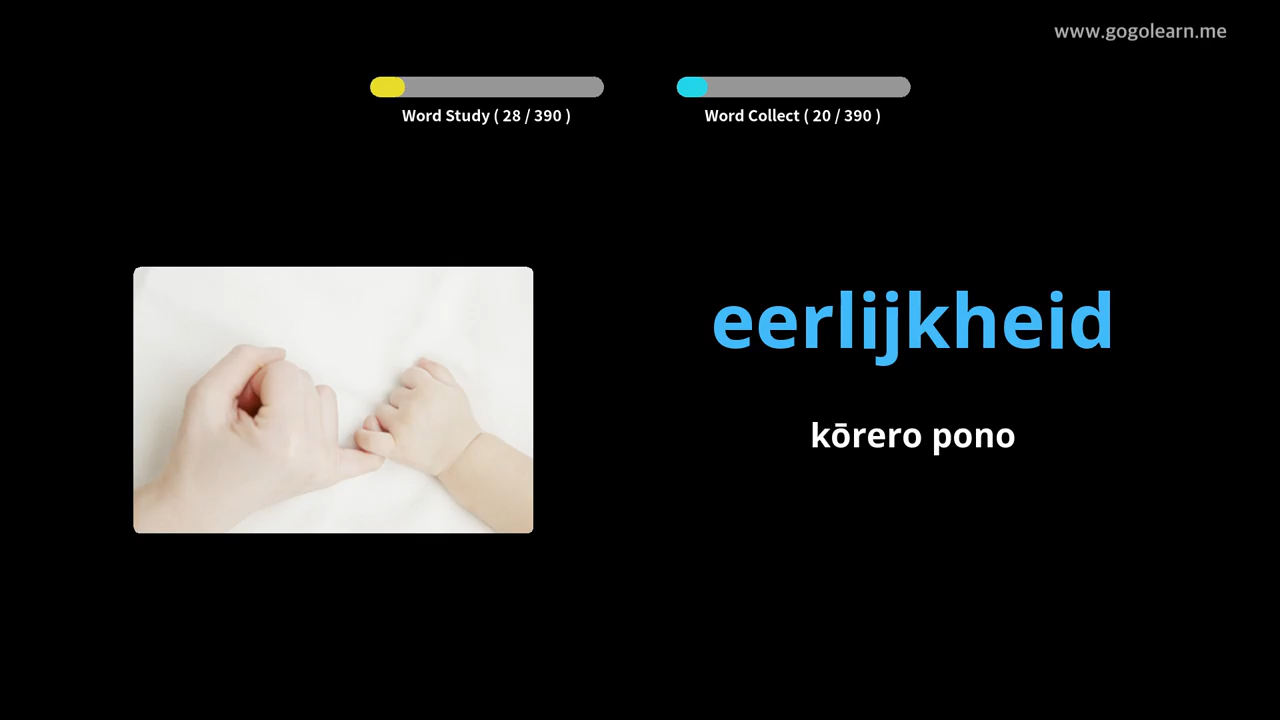 www.gogolearn.me
Word Study ( 28 / 390 )
Word Collect ( 20 / 390 )
eerlijkheid
kōrero pono